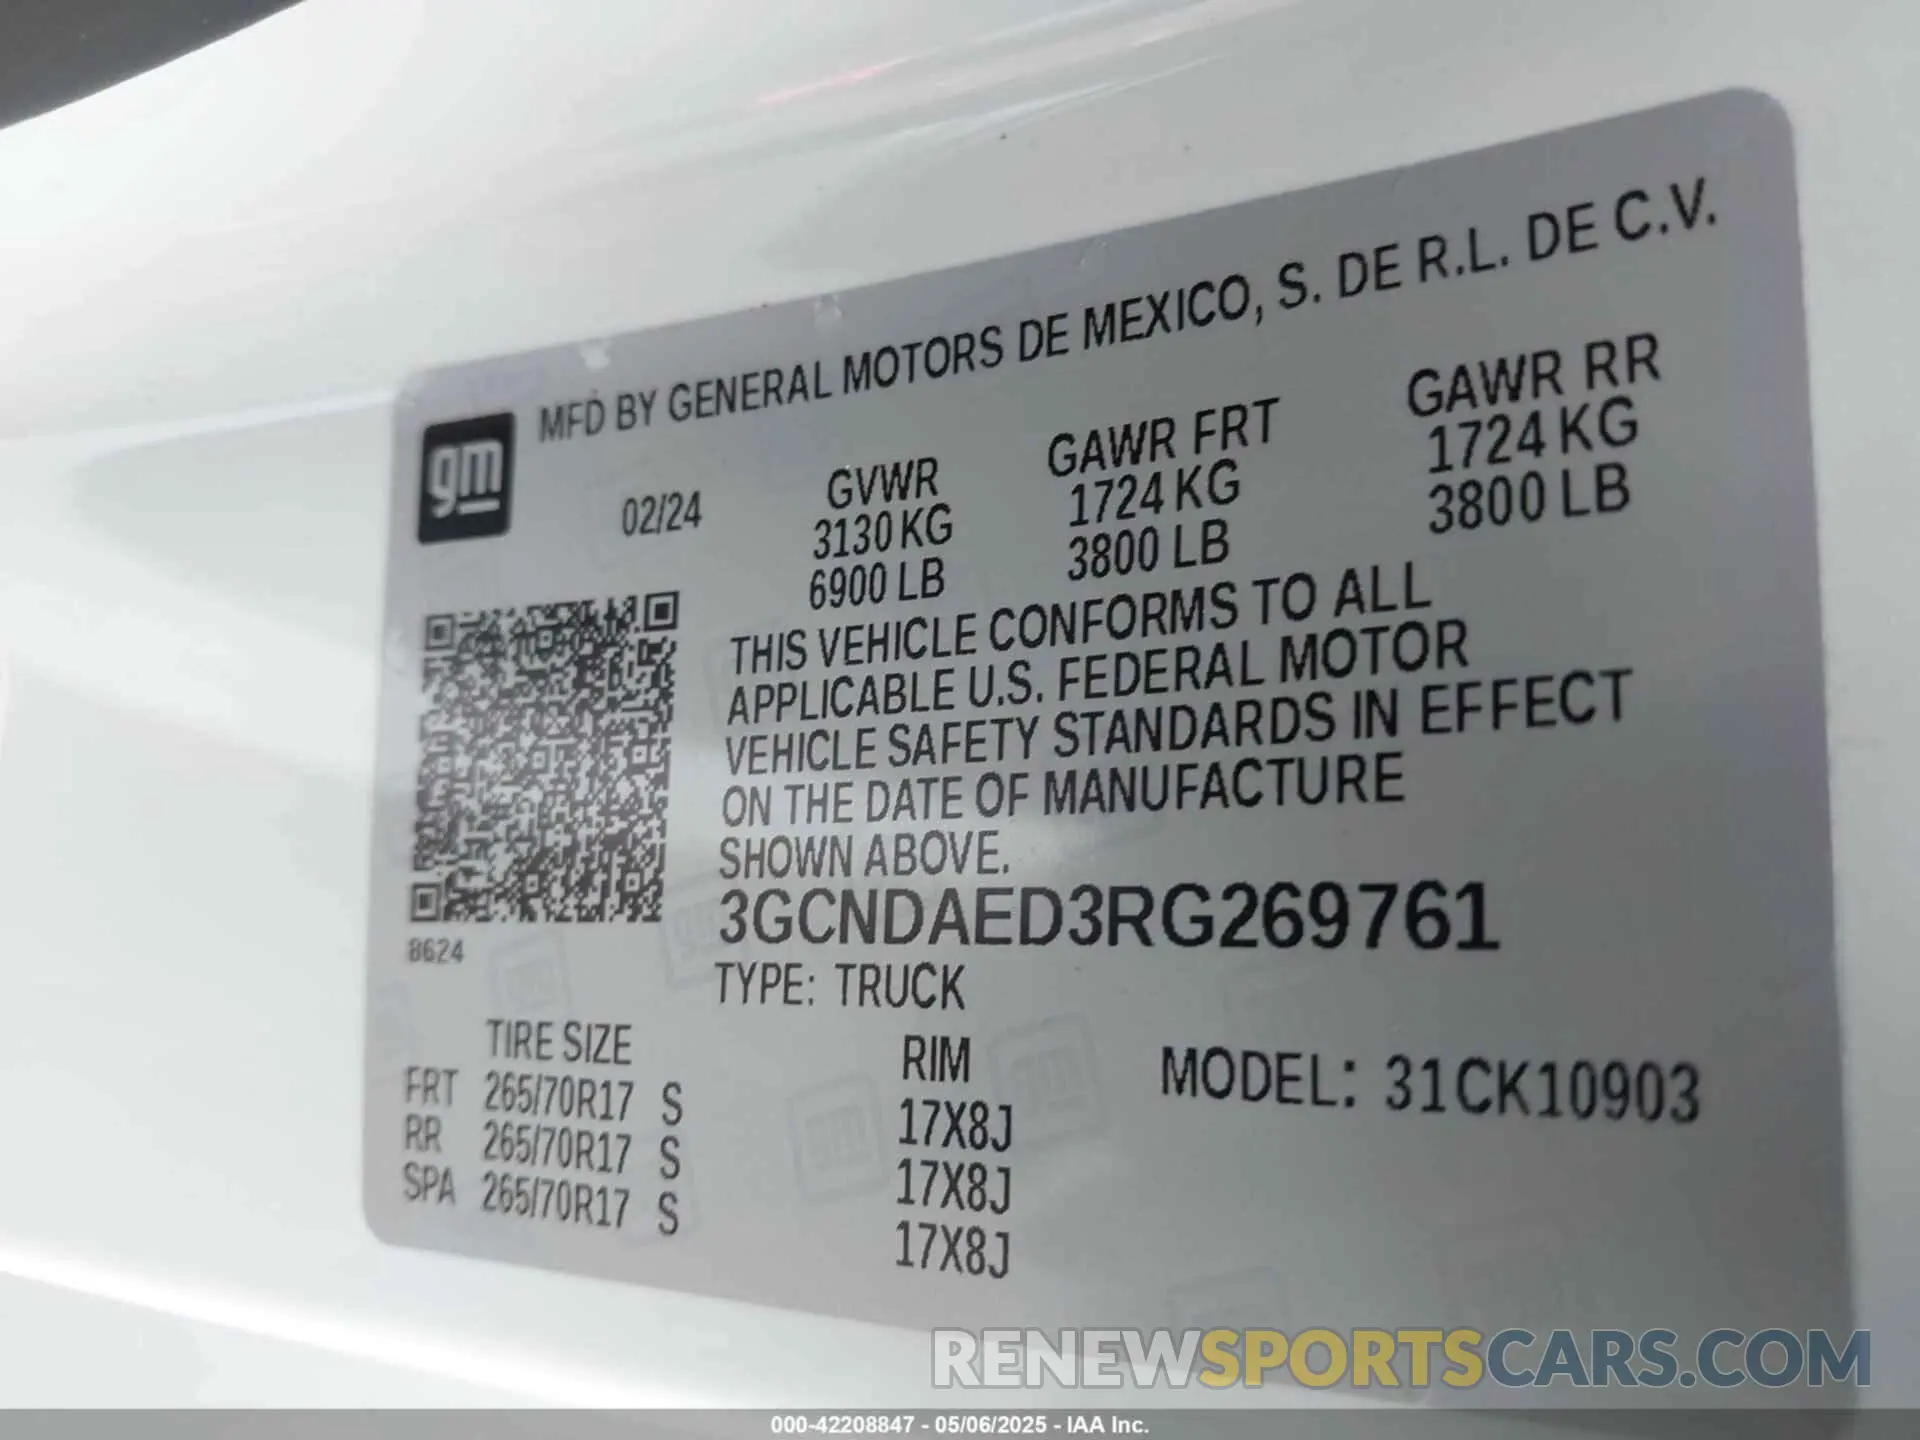 MFD BY GENERAL MOTORS DE MEXICO, S. DE R.L. DE C.V.
gm
02/24
GVWR
3130 KG
6900 LB
GAWR FRT
1724 KG
3800 LB
GAWR RR
1724 KG
3800 LB
THIS VEHICLE CONFORMS TO ALL
APPLICABLE U.S. FEDERAL MOTOR
VEHICLE SAFETY STANDARDS IN EFFECT
ON THE DATE OF MANUFACTURE
SHOWN ABOVE.
3GCNDAED3RG269761
8624
TYPE: TRUCK
TIRE SIZE
RIM
MODEL: 31CK10903
FRT 265/70R17 S 17X8J
RR 265/70R17 S 17X8J
SPA 265/70R17 S 17X8J
RENEWSPORTSCARS.COM
000-42208847 - 05/06/2025 - IAA Inc.